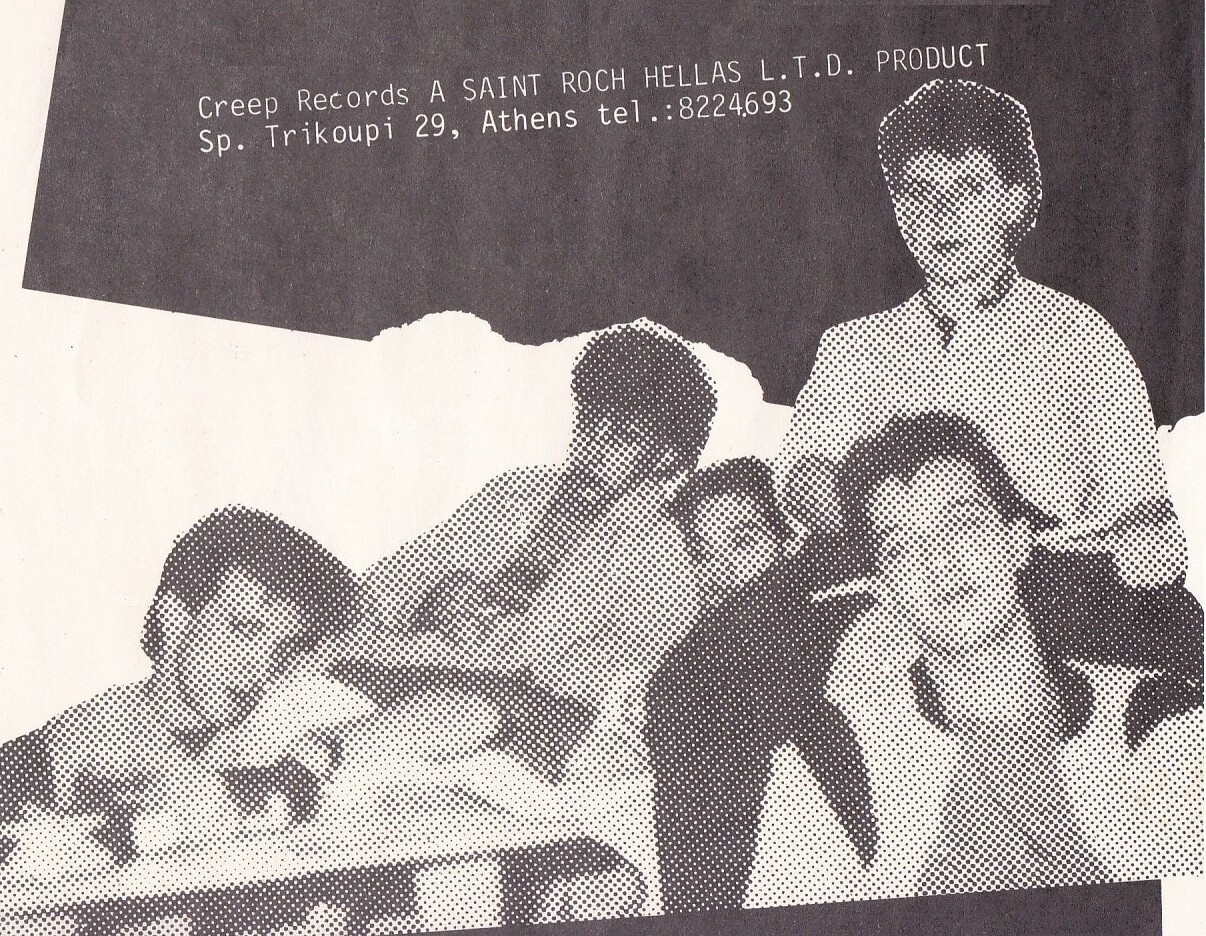 Creep Records A SAINT ROCH HELLAS L.T.D. PRODUCT
Sp. Trikoupi 29, Athens tel.:8224693